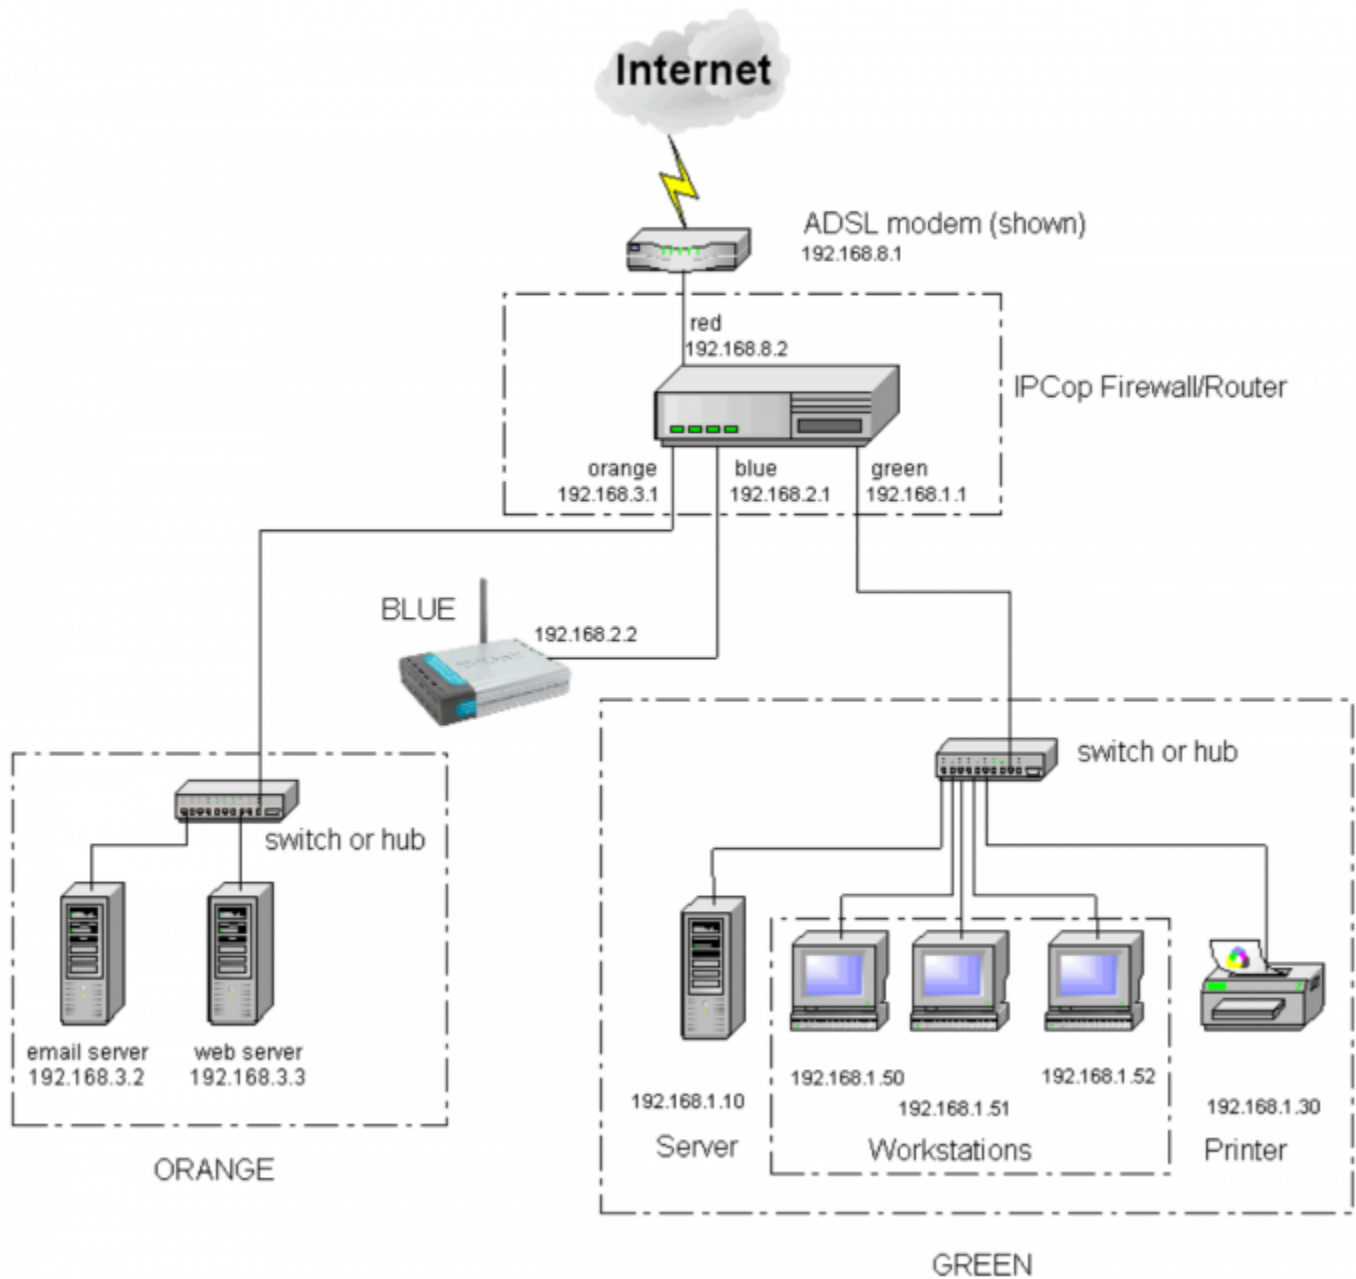 Internet
ADSL modem (shown)
192.168.8.1
red
192.168.8.2
IPCop Firewall/Router
orange
192.168.3.1
blue
192.168.2.1
green
192.168.1.1
BLUE
192.168.2.2
switch or hub
switch or hub
email server
192.168.3.2
web server
192.168.3.3
ORANGE
192.168.1.10
Server
192.168.1.50
192.168.1.51
192.168.1.52
Workstations
192.168.1.30
Printer
GREEN